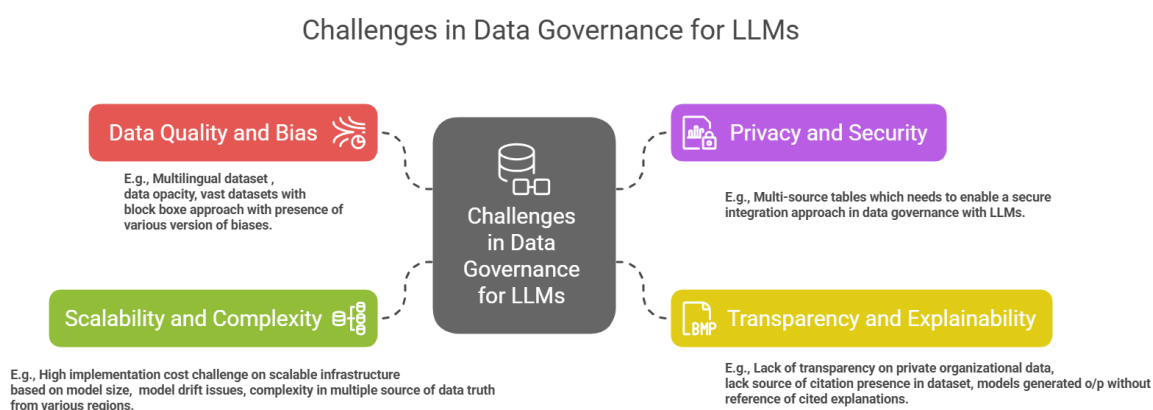 Challenges in Data Governance for LLMs
Data Quality and Bias
E.g., Multilingual dataset ,
data opacity, vast datasets with
block boxe approach with presence of
various version of biases.
Privacy and Security
E.g., Multi-source tables which needs to enable a secure
integration approach in data governance with LLMs.
Challenges
in Data
Governance
for LLMs
Scalability and Complexity
E.g., High implementation cost challenge on scalable infrastructure
based on model size, model drift issues, complexity in multiple source of data truth
from various regions.
BMP
Transparency and Explainability
E.g., Lack of transparency on private organizational data,
lack source of citation presence in dataset, models generated o/p without
reference of cited explanations.